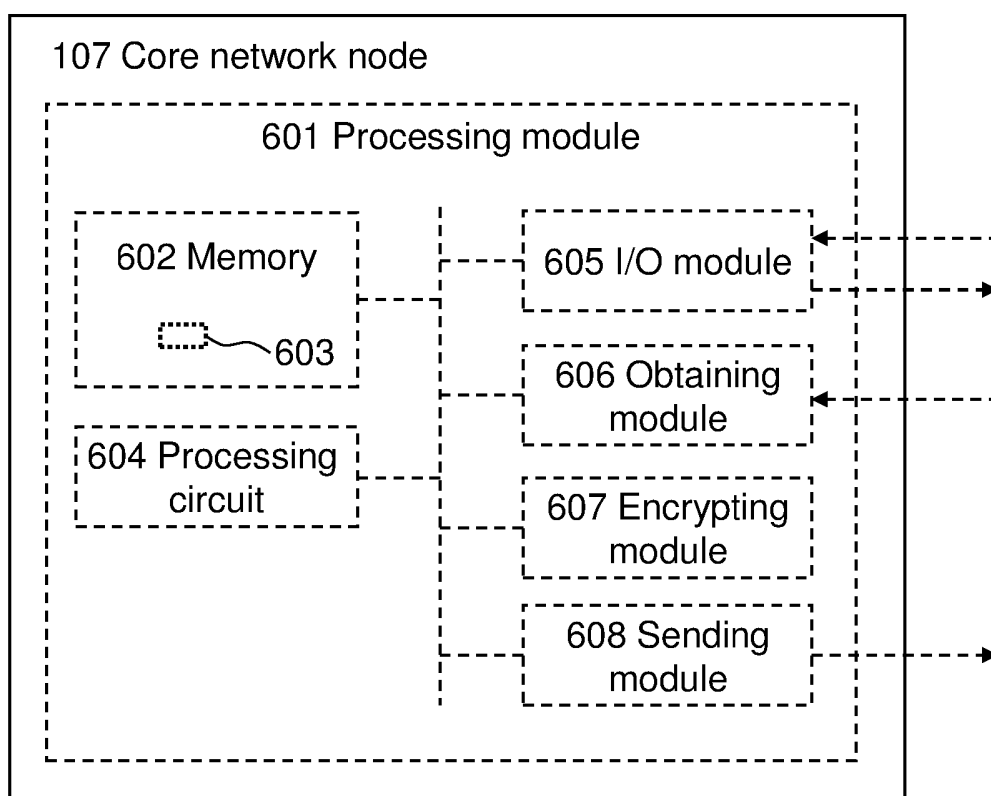 107 Core network node
601 Processing module
602 Memory
603
604 Processing
circuit
605 I/O module
606 Obtaining
module
607 Encrypting
module
608 Sending
module